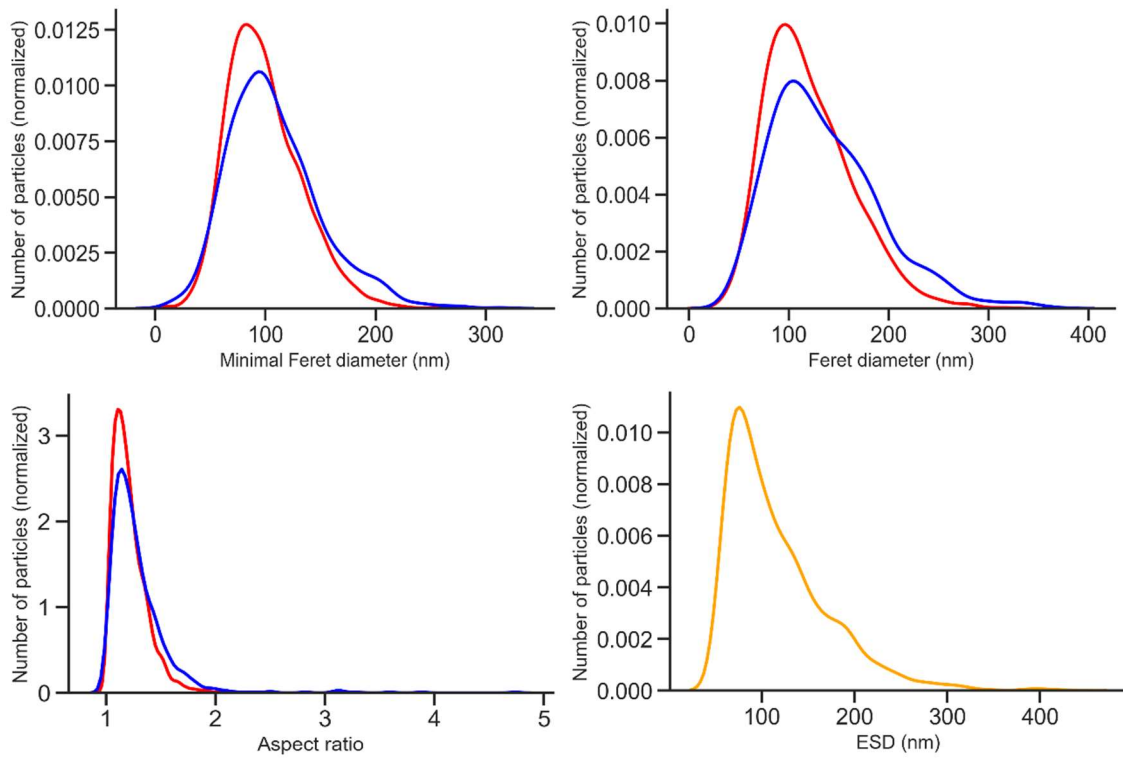 Number of particles (normalized)
0.0125
0.0100
0.0075
0.0050
0.0025
0.0000
0 100 200 300
Minimal Feret diameter (nm)
Number of particles (normalized)
0.010
0.008
0.006
0.004
0.002
0.000
0 100 200 300 400
Feret diameter (nm)
Number of particles (normalized)
3
2
1
0
1 2 3 4 5
Aspect ratio
Number of particles (normalized)
0.010
0.008
0.006
0.004
0.002
0.000
100 200 300 400
ESD (nm)